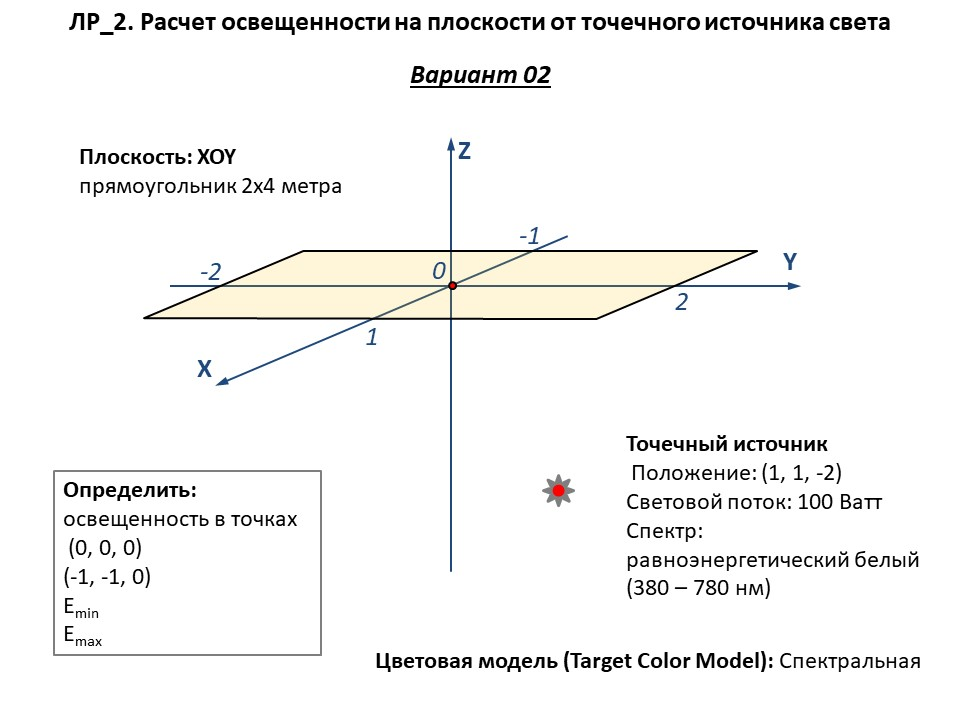 ЛР_2. Расчет освещенности на плоскости от точечного источника света
Вариант 02
Плоскость: XOY
прямоугольник 2х4 метра
Z
-1
-2
0
Y
2
1
X
Точечный источник
Положение: (1, 1, -2)
Световой поток: 100 Ватт
Спектр:
равноэнергетический белый
(380 – 780 нм)
Определить:
освещенность в точках
(0, 0, 0)
(-1, -1, 0)
Emin
Emax
Цветовая модель (Target Color Model): Спектральная